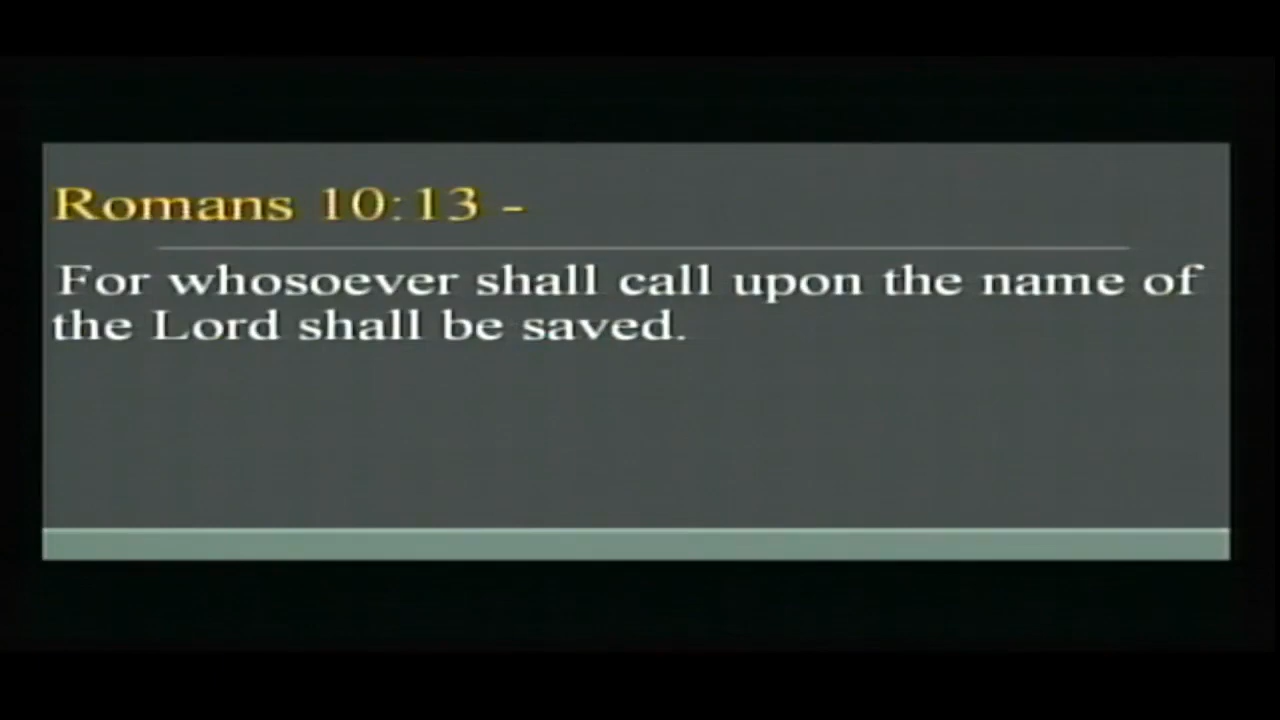 Romans 10:13 -
For whosoever shall call upon the name of
the Lord shall be saved.